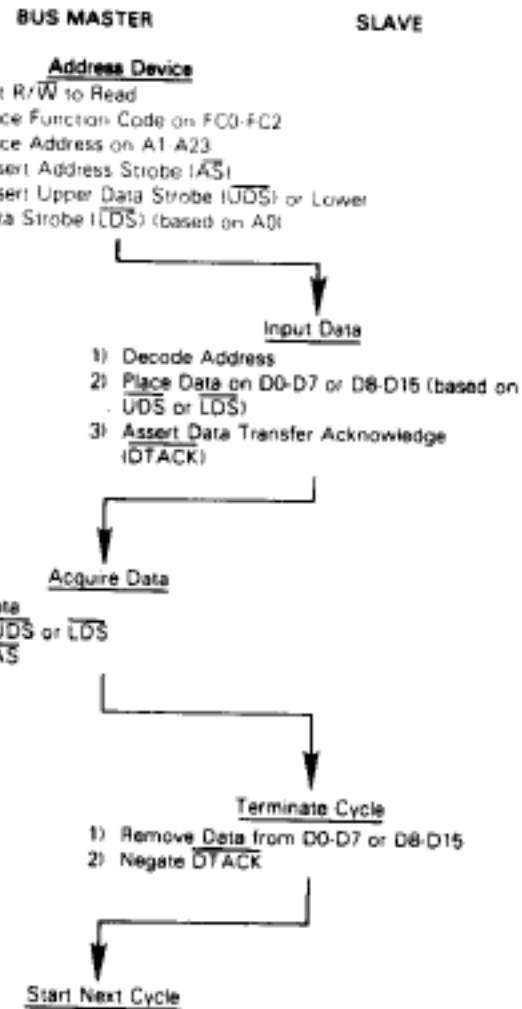 BUS MASTER SLAVE
Address Device
R/W to Read
Function Code on FC0-FC2
Address on A1-A23
Address Strobe (AS)
Upper Data Strobe (UDS) or Lower
Strobe (LDS) (based on A0)
Input Data
1) Decode Address
2) Place Data on D0-D7 or D8-D15 (based on
UDS or LDS)
3) Assert Data Transfer Acknowledge
(DTACK)
Acquire Data
UDS or LDS
AS
Terminate Cycle
1) Remove Data from D0-D7 or D8-D15
2) Negate DTACK
Start Next Cycle